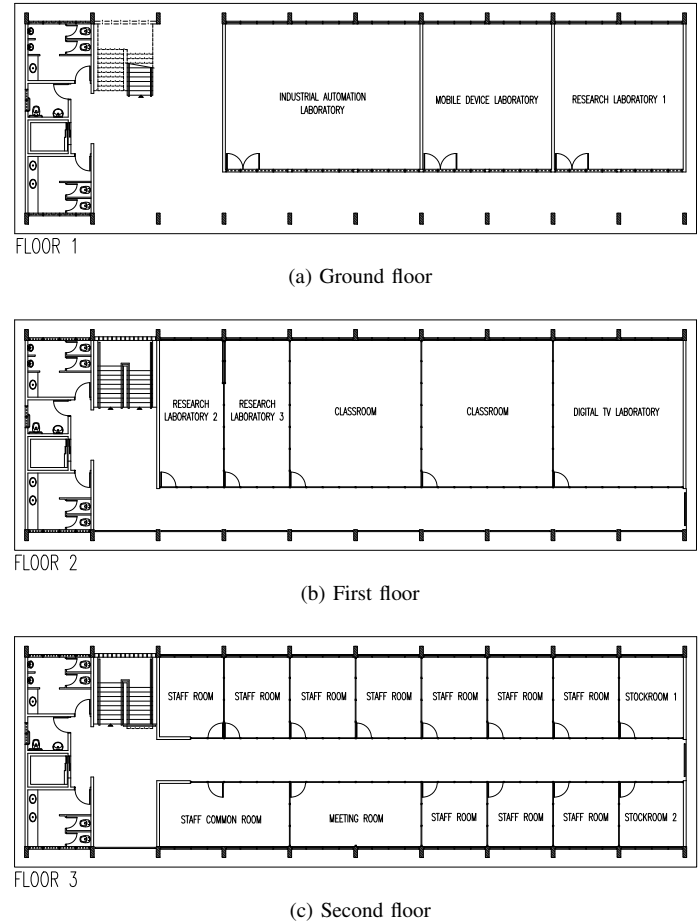 INDUSTRIAL AUTOMATION
LABORATORY
MOBILE DEVICE LABORATORY
RESEARCH LABORATORY 1
FLOOR 1
(a) Ground floor
RESEARCH
LABORATORY 2
RESEARCH
LABORATORY 3
CLASSROOM
CLASSROOM
DIGITAL TV LABORATORY
FLOOR 2
(b) First floor
STAFF ROOM
STAFF ROOM
STAFF ROOM
STAFF ROOM
STAFF ROOM
STAFF ROOM
STAFF ROOM
STOCKROOM 1
STAFF COMMON ROOM
MEETING ROOM
STAFF ROOM
STAFF ROOM
STAFF ROOM
STOCKROOM 2
FLOOR 3
(c) Second floor